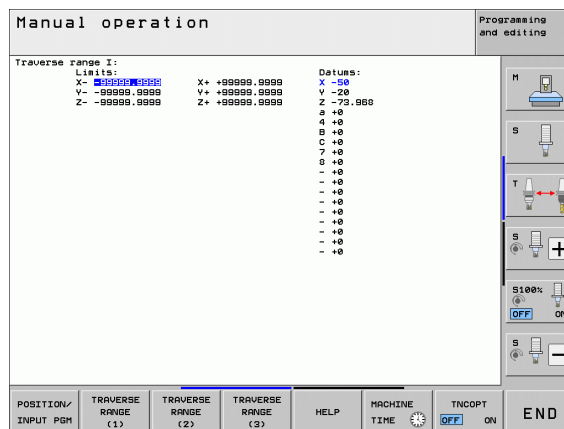 Manual operation
Programming
and editing
Traverse range I:
Limits:
Datums:
X- -99999.9999 X+ +99999.9999 X -50
Y- -99999.9999 Y+ +99999.9999 Y -20
Z- -99999.9999 Z+ +99999.9999 Z -73.968
a +0
4 +0
B +0
C +0
7 +0
8 +0
- +0
- +0
- +0
- +0
- +0
- +0
- +0
- +0
- +0
M
S
T
S
+
S100%
OFF ON
S
-
POSITION/
INPUT PGM
TRAVERSE
RANGE
(1)
TRAVERSE
RANGE
(2)
TRAVERSE
RANGE
(3)
HELP
MACHINE
TIME
TNCOPT
OFF ON
END